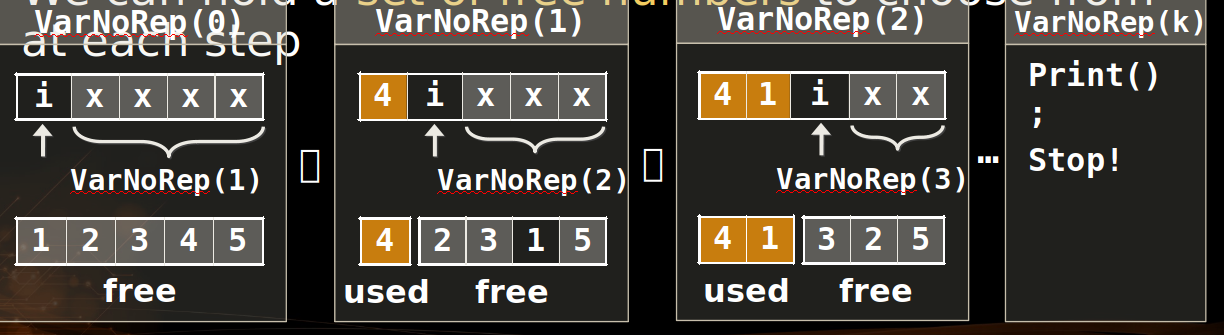 We can hold a set of free numbers to choose from
at each step
VarNoRep(0)
i x x x x
VarNoRep(1)
1 2 3 4 5
free
VarNoRep(1)
4 i x x x
VarNoRep(2)
4 2 3 1 5
used free
VarNoRep(2)
4 1 i x x
VarNoRep(3)
4 1 3 2 5
used free
…
VarNoRep(k)
Print()
;
Stop!